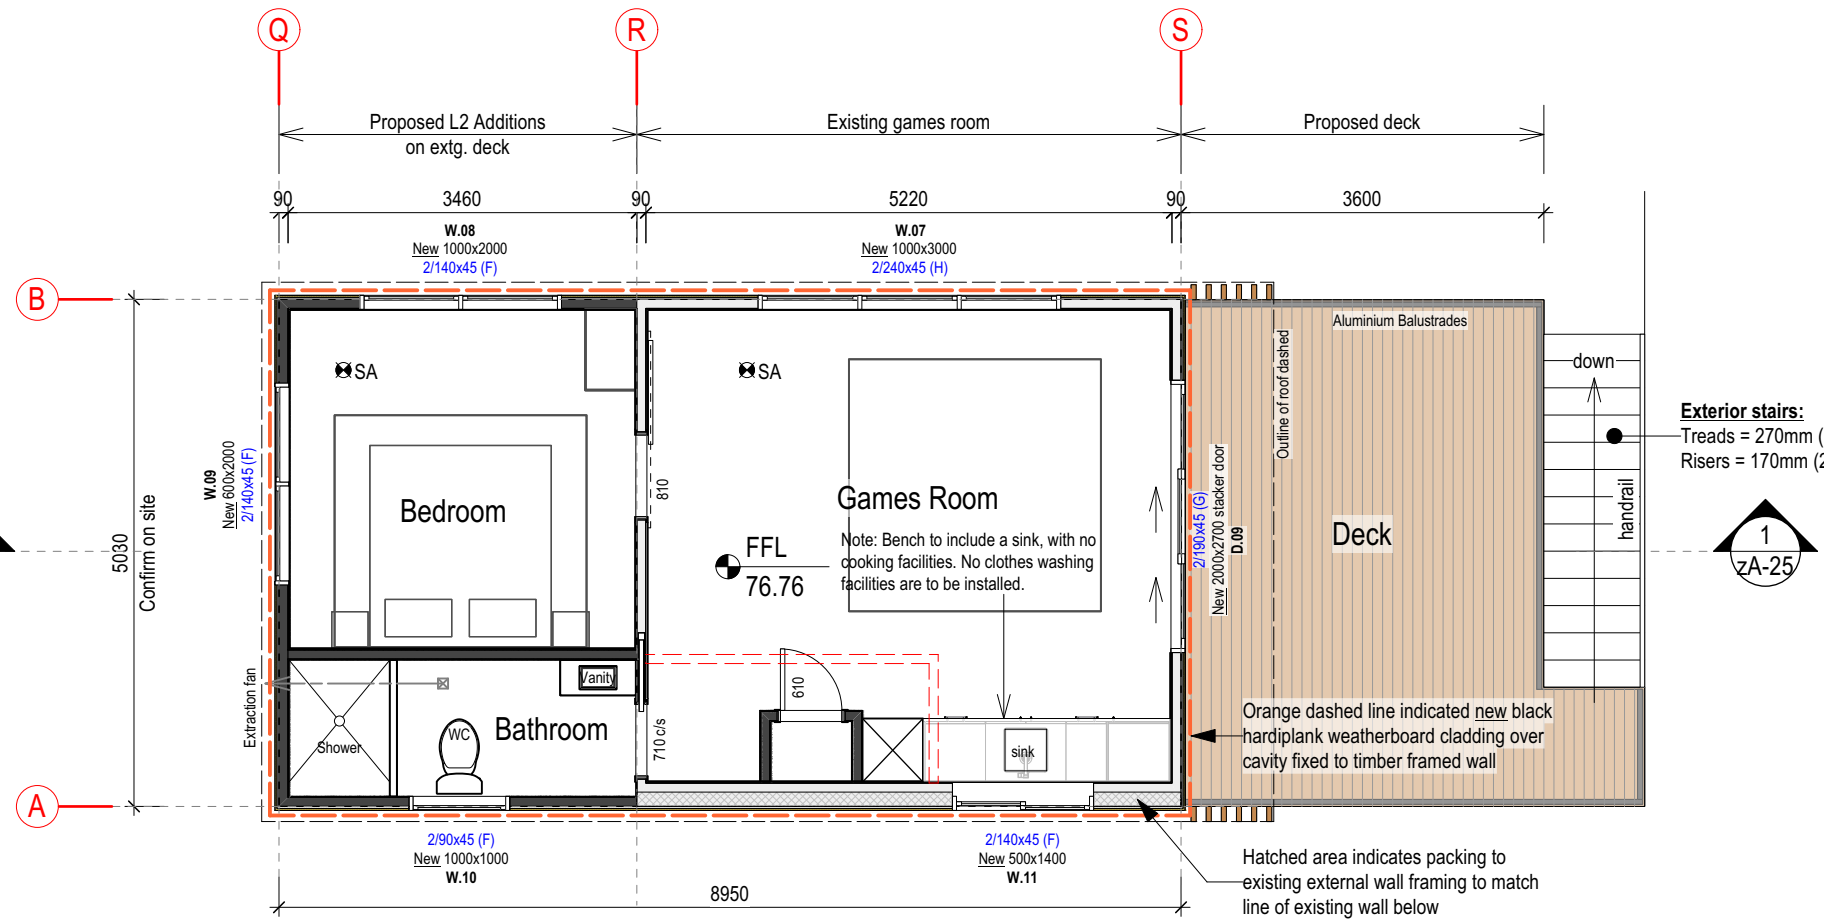 Q
R
S
Proposed L2 Additions
on extg. deck
Existing games room
Proposed deck
90
3460
90
5220
90
3600
W.08
New 1000x2000
2/140x45 (F)
W.07
New 1000x3000
2/240x45 (H)
B
Aluminium Balustrades
Outline of roof dashed
down
SA
SA
Exterior stairs:
Treads = 270mm (
Risers = 170mm (2
handrail
W.09
New 600x2000
2/140x45 (F)
810
Bedroom
Games Room
Note: Bench to include a sink, with no
cooking facilities. No clothes washing
facilities are to be installed.
FFL
76.76
2/190x45 (G)
New 2000x2700 stacker door
D.09
Deck
1
zA-25
5030
Confirm on site
Extraction fan
Vanity
610
Shower
WC
Bathroom
710 c/s
sink
Orange dashed line indicated new black
hardiplank weatherboard cladding over
cavity fixed to timber framed wall
A
2/90x45 (F)
New 1000x1000
W.10
2/140x45 (F)
New 500x1400
W.11
Hatched area indicates packing to
existing external wall framing to match
line of existing wall below
8950